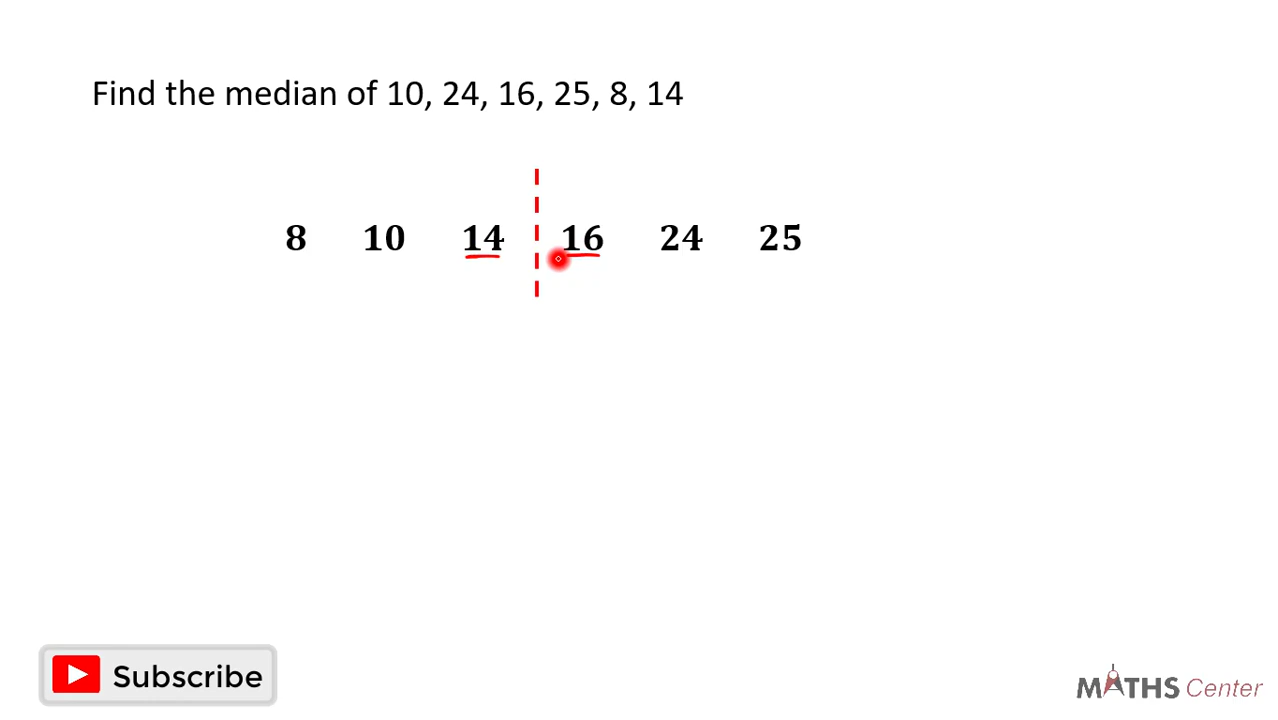 Find the median of 10, 24, 16, 25, 8, 14
8 10 14 16 24 25
Subscribe
MATHS Center